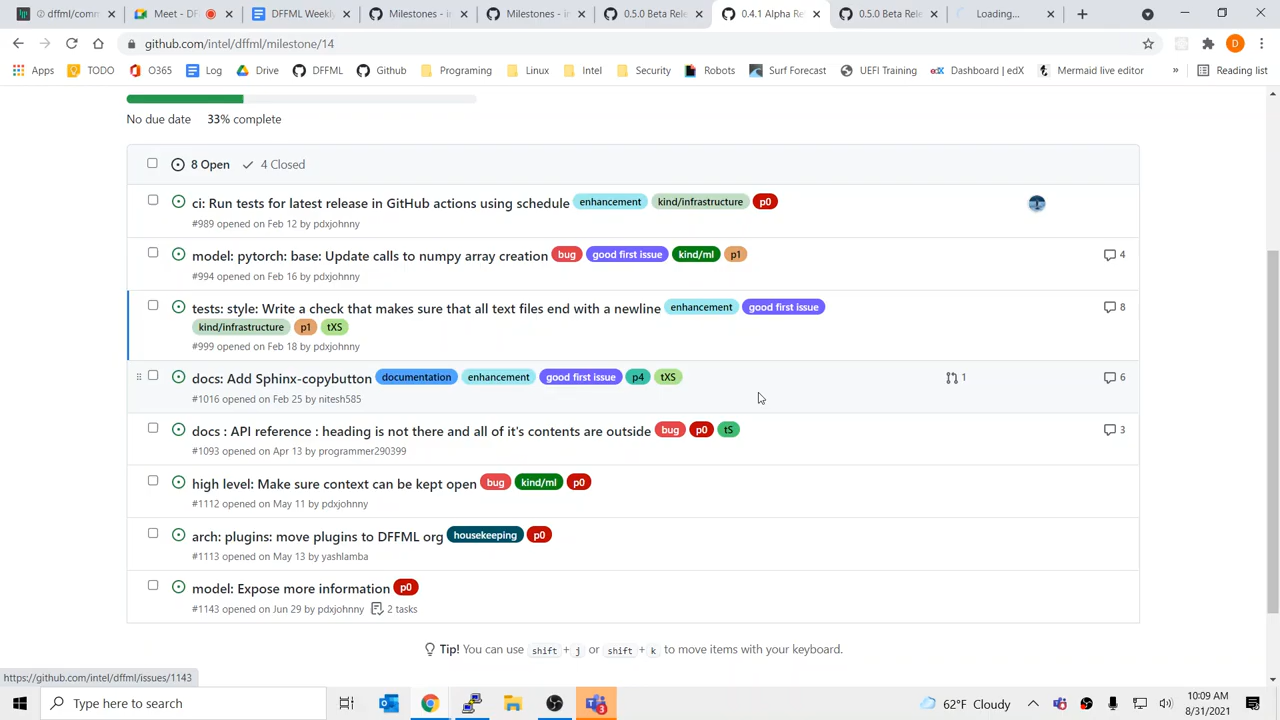 dffml/com
Meet - D
DFFML Weekly
Milestones - i
Milestones - in
0.5.0 Beta Rele
0.4.1 Alpha Re
0.5.0 Beta Rele
Loading...
github.com/intel/dffml/milestone/14
D
Apps
TODO
O365
Log
Drive
DFFML
Github
Programing
Linux
Intel
Security
Robots
Surf Forecast
UEFI Training
edX Dashboard | edX
Mermaid live editor
»
Reading list
No due date 33% complete
8 Open 4 Closed
ci: Run tests for latest release in GitHub actions using schedule enhancement kind/infrastructure p0
#989 opened on Feb 12 by pdxjohnny
model: pytorch: base: Update calls to numpy array creation bug good first issue kind/ml p1 4
#994 opened on Feb 16 by pdxjohnny
tests: style: Write a check that makes sure that all text files end with a newline enhancement good first issue 8
kind/infrastructure p1 tXS
#999 opened on Feb 18 by pdxjohnny
docs: Add Sphinx-copybutton documentation enhancement good first issue p4 tXS 1 6
#1016 opened on Feb 25 by nitesh585
docs : API reference : heading is not there and all of it's contents are outside bug p0 tS 3
#1093 opened on Apr 13 by programmer290399
high level: Make sure context can be kept open bug kind/ml p0
#1112 opened on May 11 by pdxjohnny
arch: plugins: move plugins to DFFML org housekeeping p0
#1113 opened on May 13 by yashlamba
model: Expose more information p0
#1143 opened on Jun 29 by pdxjohnny 2 tasks
Tip! You can use shift + j or shift + k to move items with your keyboard.
https://github.com/intel/dffml/issues/1143
Type here to search
3
62°F Cloudy
10:09 AM
8/31/2021